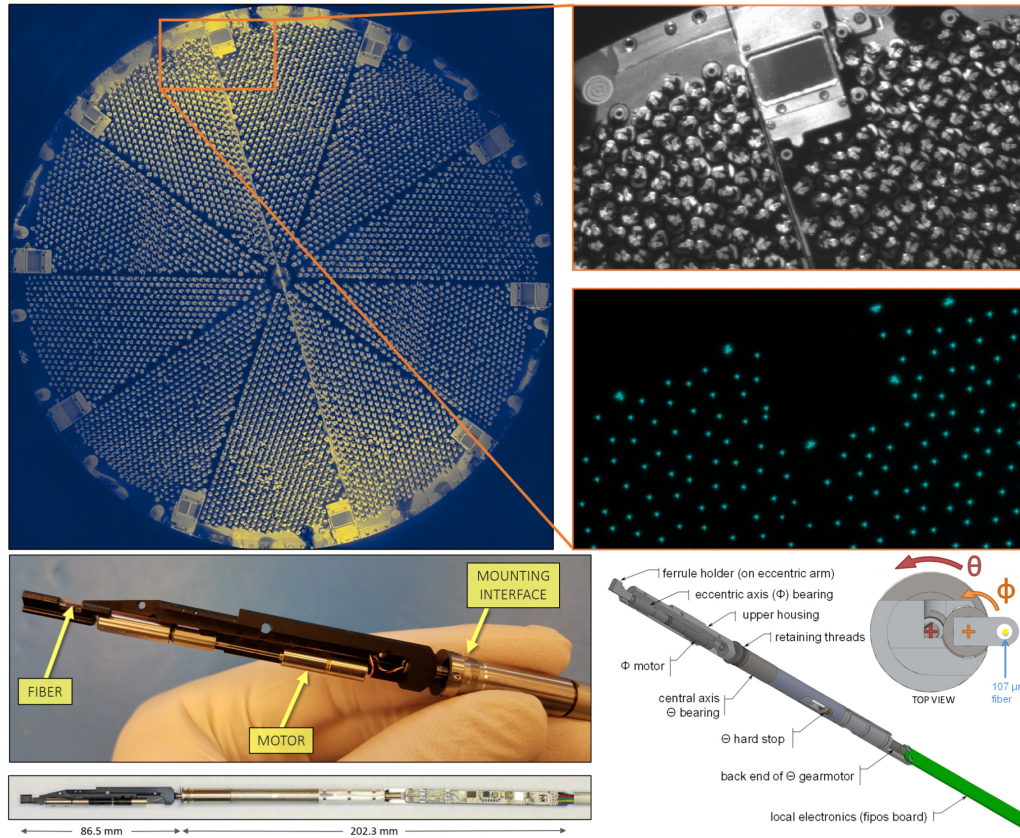 MOUNTING
INTERFACE
FIBER
MOTOR
86.5 mm
202.3 mm
ferrule holder (on eccentric arm)
eccentric axis (Φ) bearing
upper housing
retaining threads
Φ motor
central axis
Θ bearing
Θ hard stop
back end of Θ gearmotor
local electronics (fipos board)
θ
ϕ
TOP VIEW
107 μm
fiber